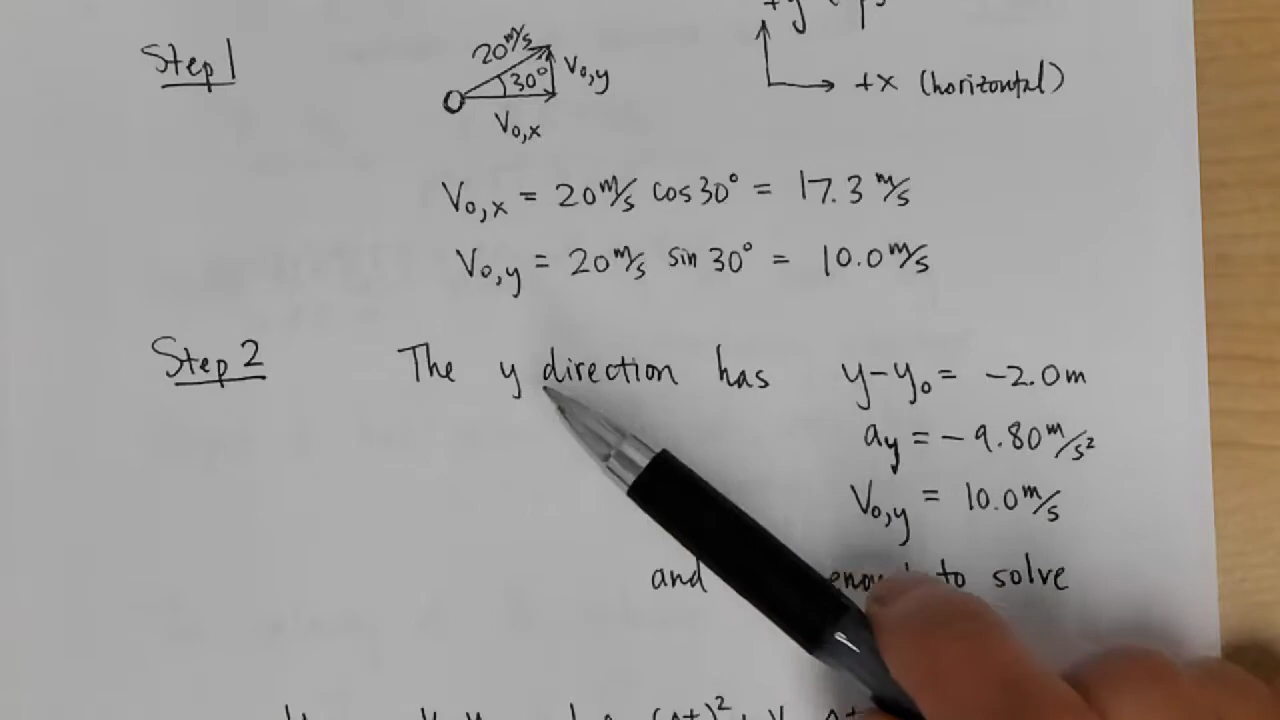 Step 1
20 m/s
30°
V₀,y
V₀,x
+y
+x (horizontal)
V₀,x = 20 m/s cos 30° = 17.3 m/s
V₀,y = 20 m/s sin 30° = 10.0 m/s
Step 2 The y direction has y-y₀ = -2.0m
ay = -9.80 m/s²
V₀,y = 10.0 m/s
and to solve